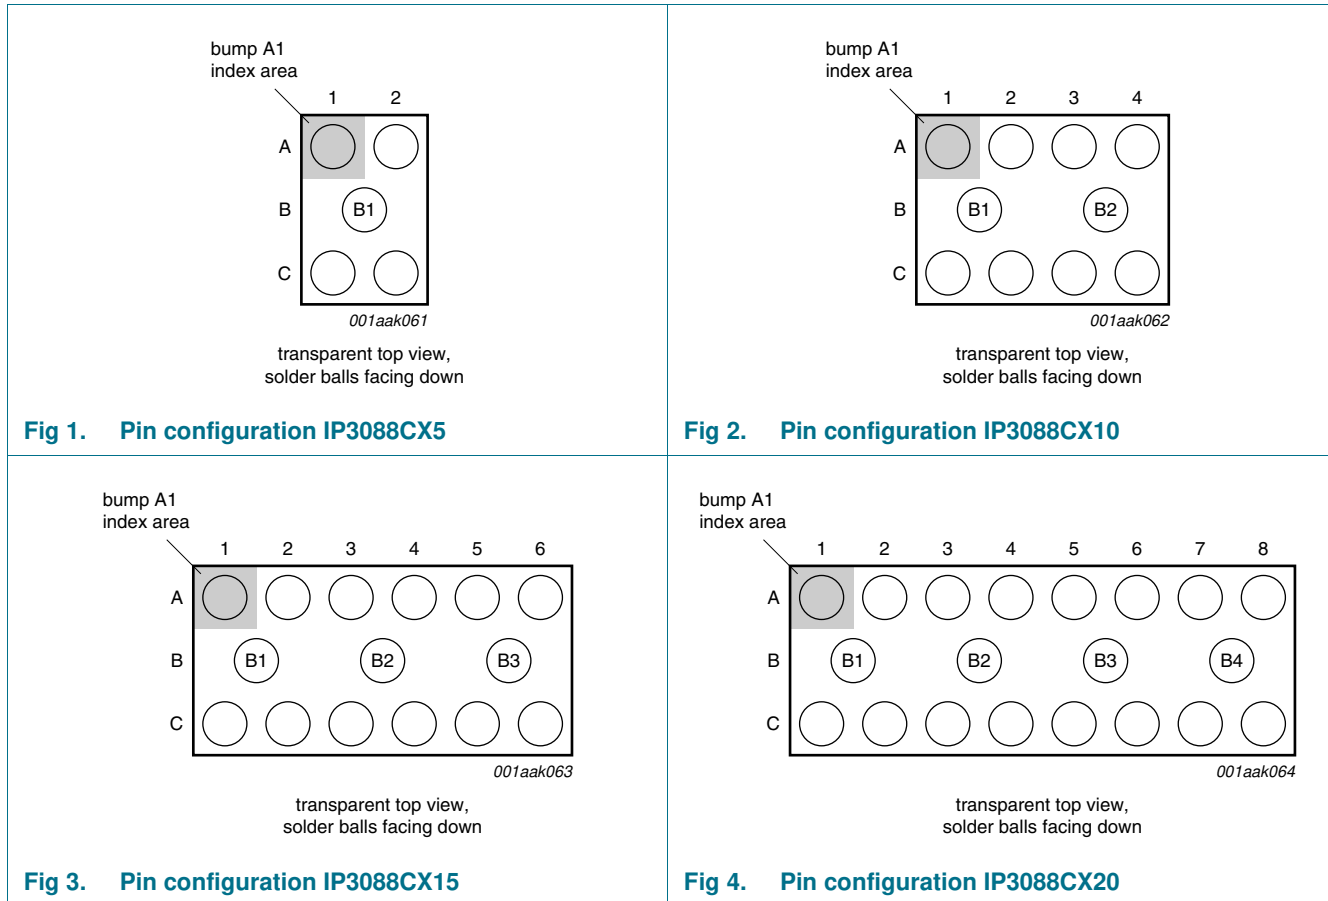 bump A1
index area
1 2
A
B B1
C
001aak061
transparent top view,
solder balls facing down
Fig 1. Pin configuration IP3088CX5
bump A1
index area
1 2 3 4
A
B B1 B2
C
001aak062
transparent top view,
solder balls facing down
Fig 2. Pin configuration IP3088CX10
bump A1
index area
1 2 3 4 5 6
A
B B1 B2 B3
C
001aak063
transparent top view,
solder balls facing down
Fig 3. Pin configuration IP3088CX15
bump A1
index area
1 2 3 4 5 6 7 8
A
B B1 B2 B3 B4
C
001aak064
transparent top view,
solder balls facing down
Fig 4. Pin configuration IP3088CX20